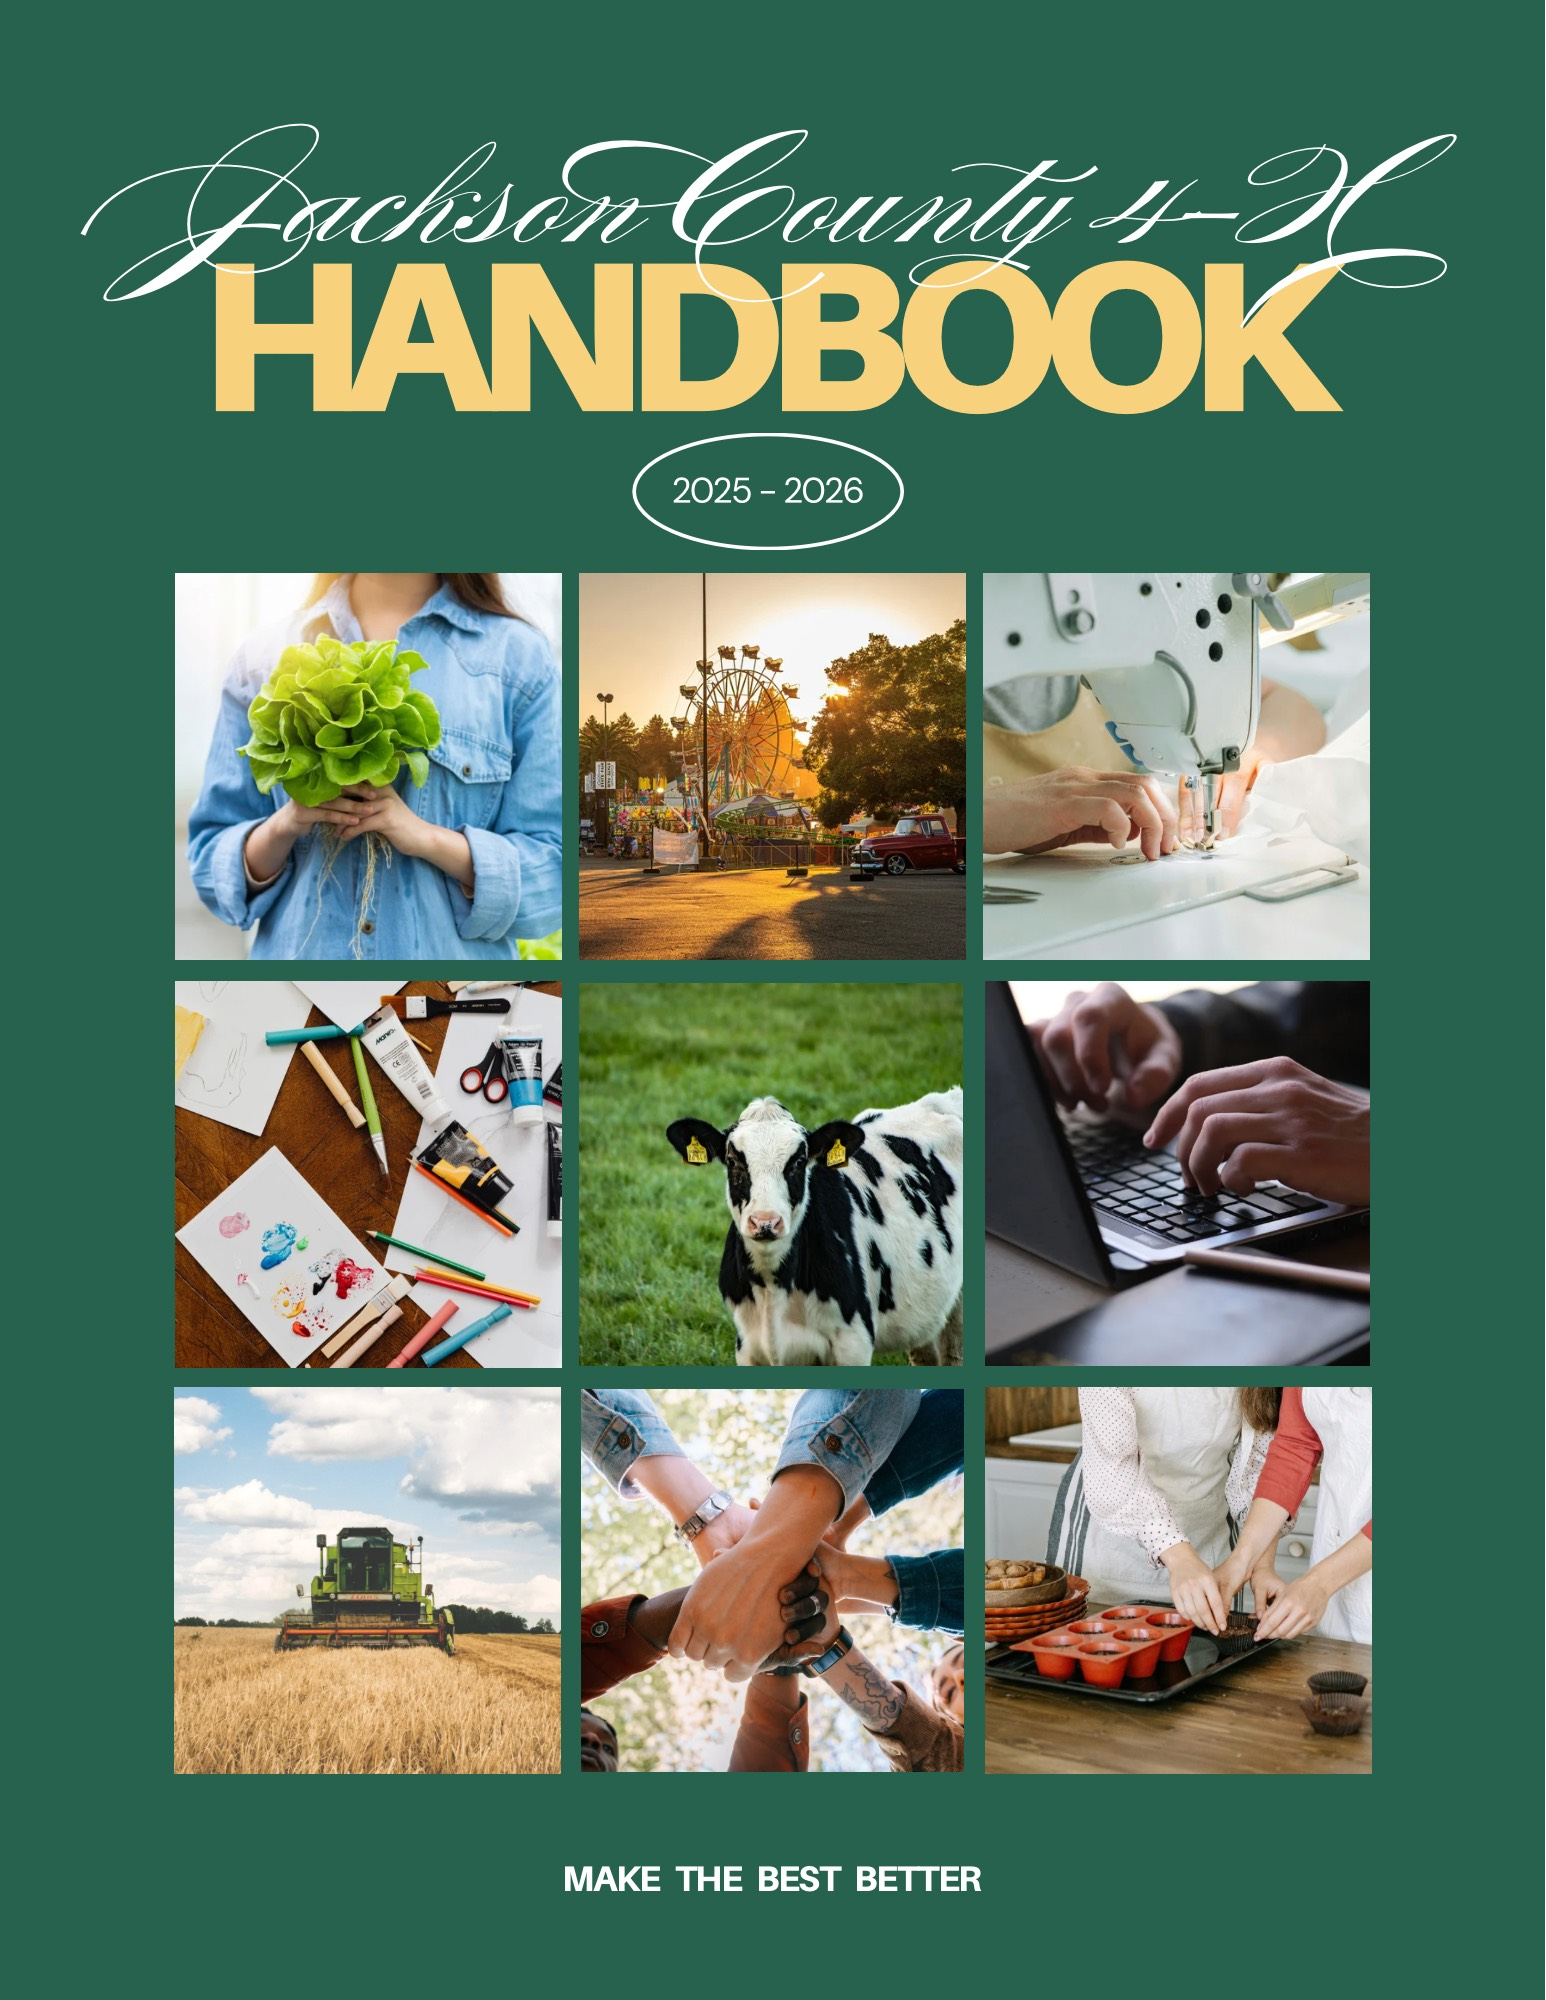 Jackson County 4-H
HANDBOOK
2025 - 2026
MAKE THE BEST BETTER